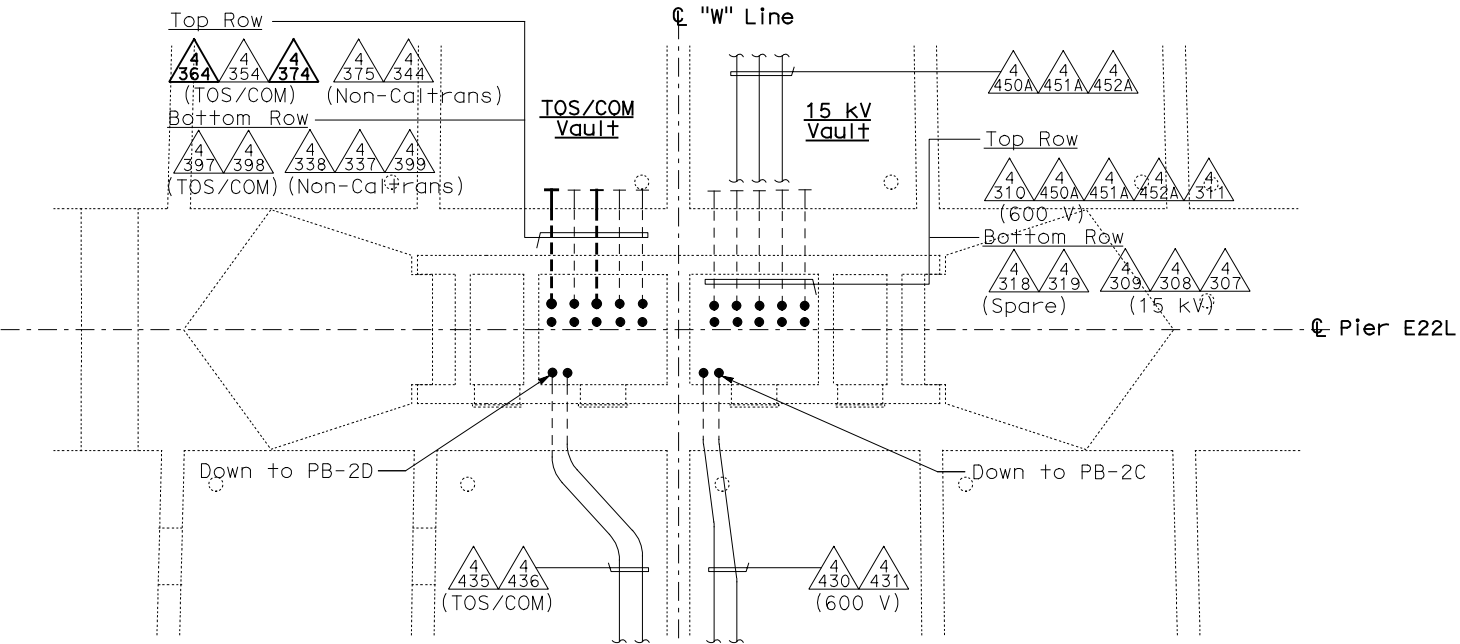 ℄ "W" Line
Top Row
4 364 4 354 4 374 4 375 4 344
(TOS/COM) (Non-Caltrans)
Bottom Row
4 397 4 398 4 338 4 337 4 399
(TOS/COM) (Non-Caltrans)
TOS/COM
Vault
15 kV
Vault
4 450A 4 451A 4 452A
Top Row
4 310 4 450A 4 451A 4 452A 4 311
(600 V)
Bottom Row
4 318 4 319 4 309 4 308 4 307
(Spare) (15 kV)
℄ Pier E22L
Down to PB-2D
Down to PB-2C
4 435 4 436
(TOS/COM)
4 430 4 431
(600 V)